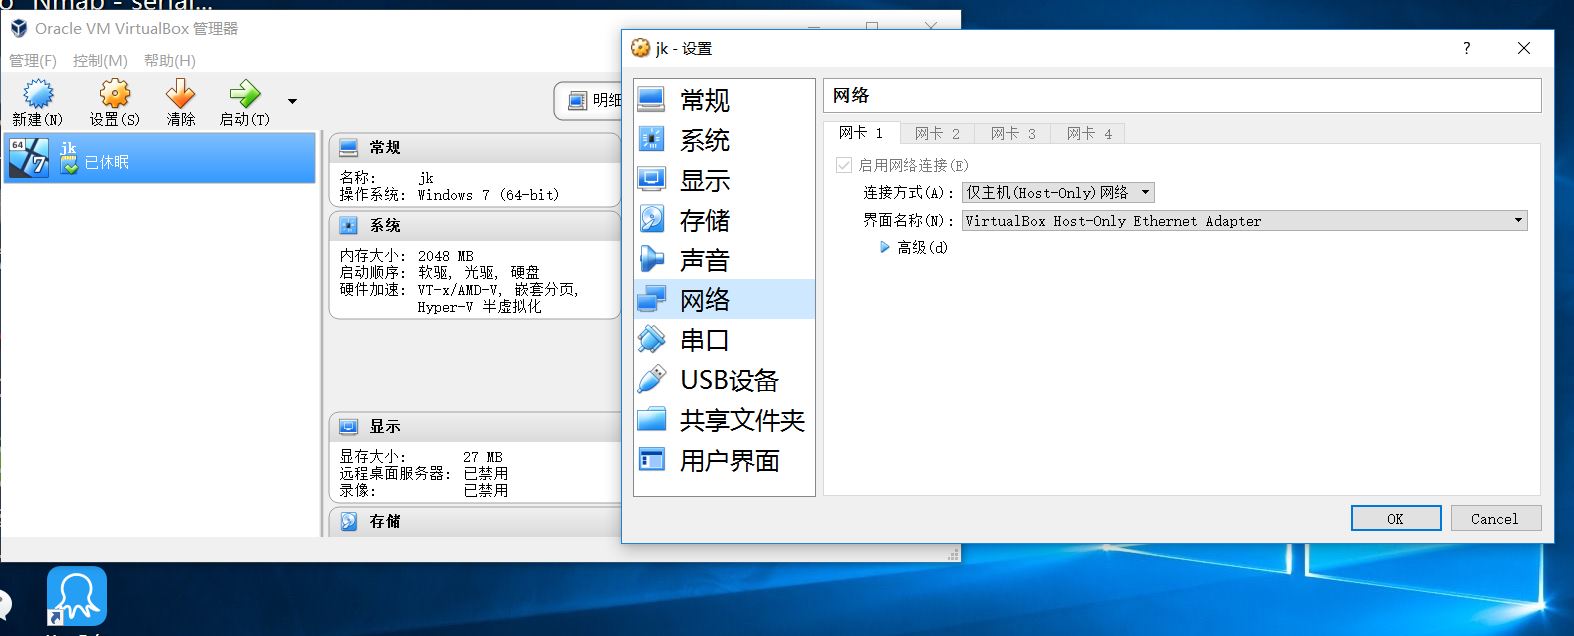 Nmap - serial...
Oracle VM VirtualBox 管理器
管理(F) 控制(M) 帮助(H)
新建(N) 设置(S) 清除 启动(T) 明细
64 7 jk
已休眠
常规
名称: jk
操作系统: Windows 7 (64-bit)
系统
内存大小: 2048 MB
启动顺序: 软驱, 光驱, 硬盘
硬件加速: VT-x/AMD-V, 嵌套分页,
Hyper-V 半虚拟化
显示
显存大小: 27 MB
远程桌面服务器: 已禁用
录像: 已禁用
存储
jk - 设置 ?
常规
系统
显示
存储
声音
网络
串口
USB设备
共享文件夹
用户界面
网络
网卡 1 网卡 2 网卡 3 网卡 4
启用网络连接(E)
连接方式(A): 仅主机(Host-Only)网络
界面名称(N): VirtualBox Host-Only Ethernet Adapter
高级(d)
OK Cancel